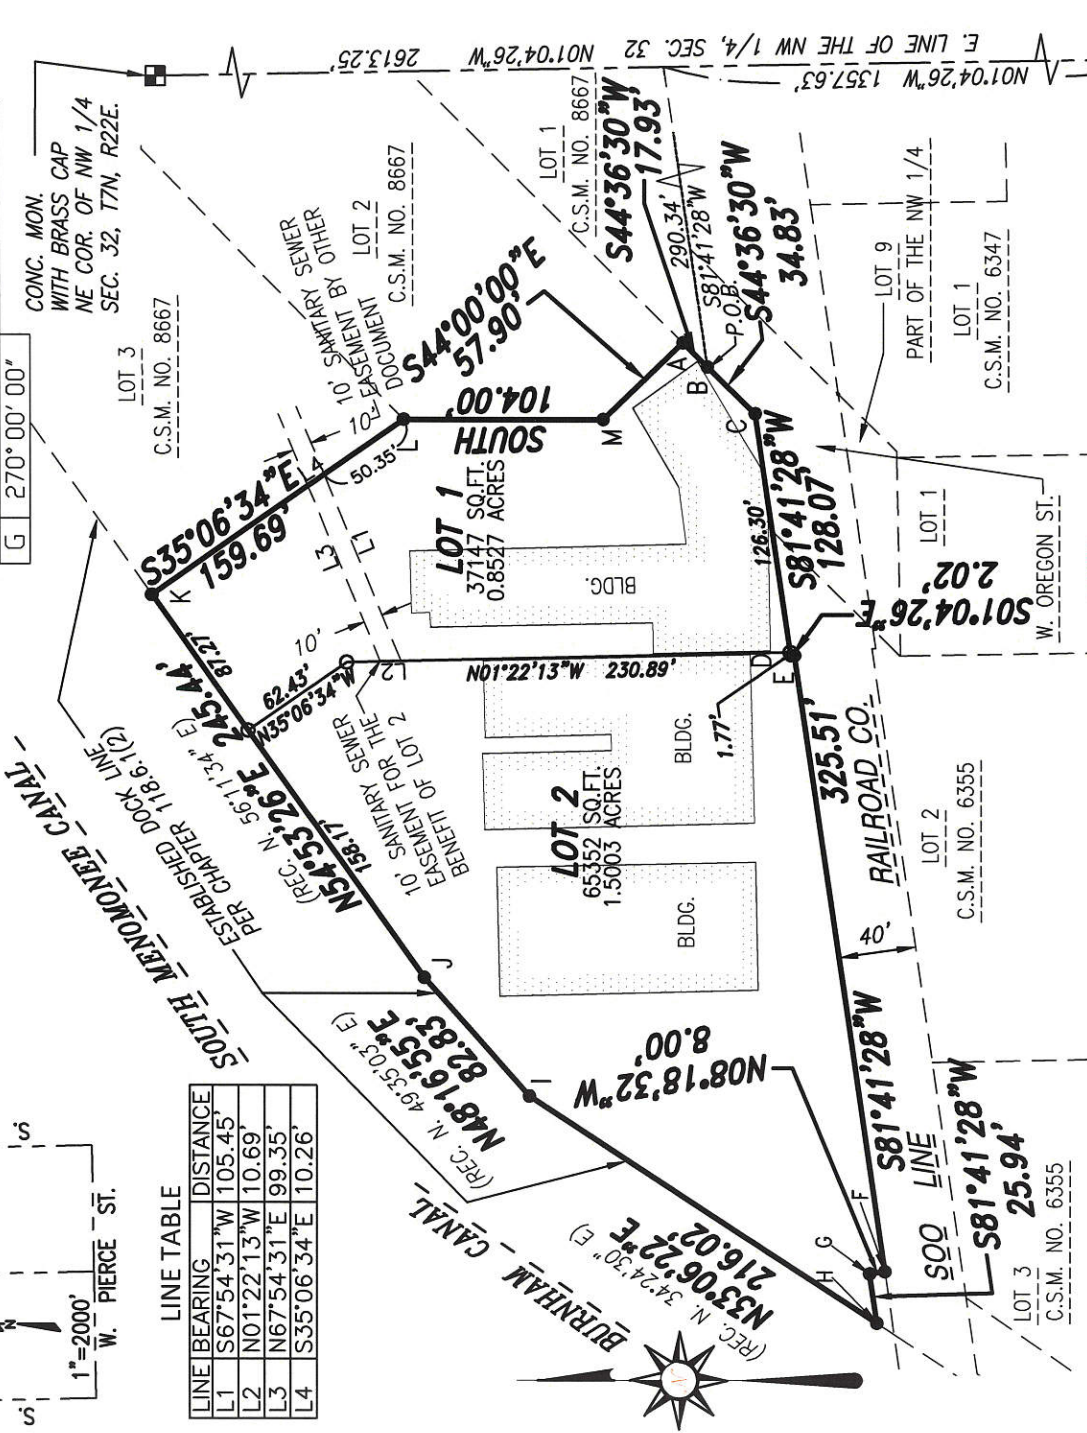 G 270°00'00"
CONC. MON.
WITH BRASS CAP
NE COR. OF NW 1/4
SEC. 32, T7N, R22E.
LOT 3
C.S.M. NO. 8667
10' SANITARY SEWER
EASEMENT BY OTHER
DOCUMENT
LOT 2
C.S.M. NO. 8667
LOT 1
C.S.M. NO. 8667
E. LINE OF THE NW 1/4, SEC. 32 N01°04'26"W 2613.25'
N01°04'26"W 1357.63'
S44°36'30"W
17.93'
290.34'
S81°41'28"W
P.O.B.
S44°36'30"W
34.83'
S44°00'00"E
57.90'
SOUTH 104.00'
S35°06'34"E
159.69'
50.35'
10'
K
L
M
A
B
C
D
E
F
G
H
I
J
L4
L3
L1
L2
10'
LOT 1
37147 SQ.FT.
0.8527 ACRES
BLDG.
126.30'
S81°41'28"W
128.07'
LOT 9
PART OF THE NW 1/4
LOT 1
C.S.M. NO. 6347
LOT 1
W. OREGON ST.
S01°04'26"E
2.02'
N01°22'13"W 230.89'
1.77'
87.27'
245.44'
62.43'
N35°06'34"W
(REC. N. 56°11'34" E)
N54°53'26"E
158.17'
10' SANITARY SEWER
EASEMENT FOR THE
BENEFIT OF LOT 2
ESTABLISHED DOCK LINE
PER CHAPTER 118.6.1(2)
SOUTH MENOMONEE CANAL
LOT 2
65352 SQ.FT.
1.5003 ACRES
BLDG.
BLDG.
325.51'
S81°41'28"W
SOO LINE RAILROAD CO.
40'
LOT 2
C.S.M. NO. 6355
(REC. N. 49°35'03" E)
N48°16'55"E
82.83'
N08°18'32"W
8.00'
S81°41'28"W
25.94'
LOT 3
C.S.M. NO. 6355
BURNHAM CANAL
(REC. N. 34°24'30" E)
N33°06'22"E
216.02'
S.
S.
W. PIERCE ST.
1"=2000'
N
LINE TABLE
LINE BEARING DISTANCE
L1 S67°54'31"W 105.45'
L2 N01°22'13"W 10.69'
L3 N67°54'31"E 99.35'
L4 S35°06'34"E 10.26'